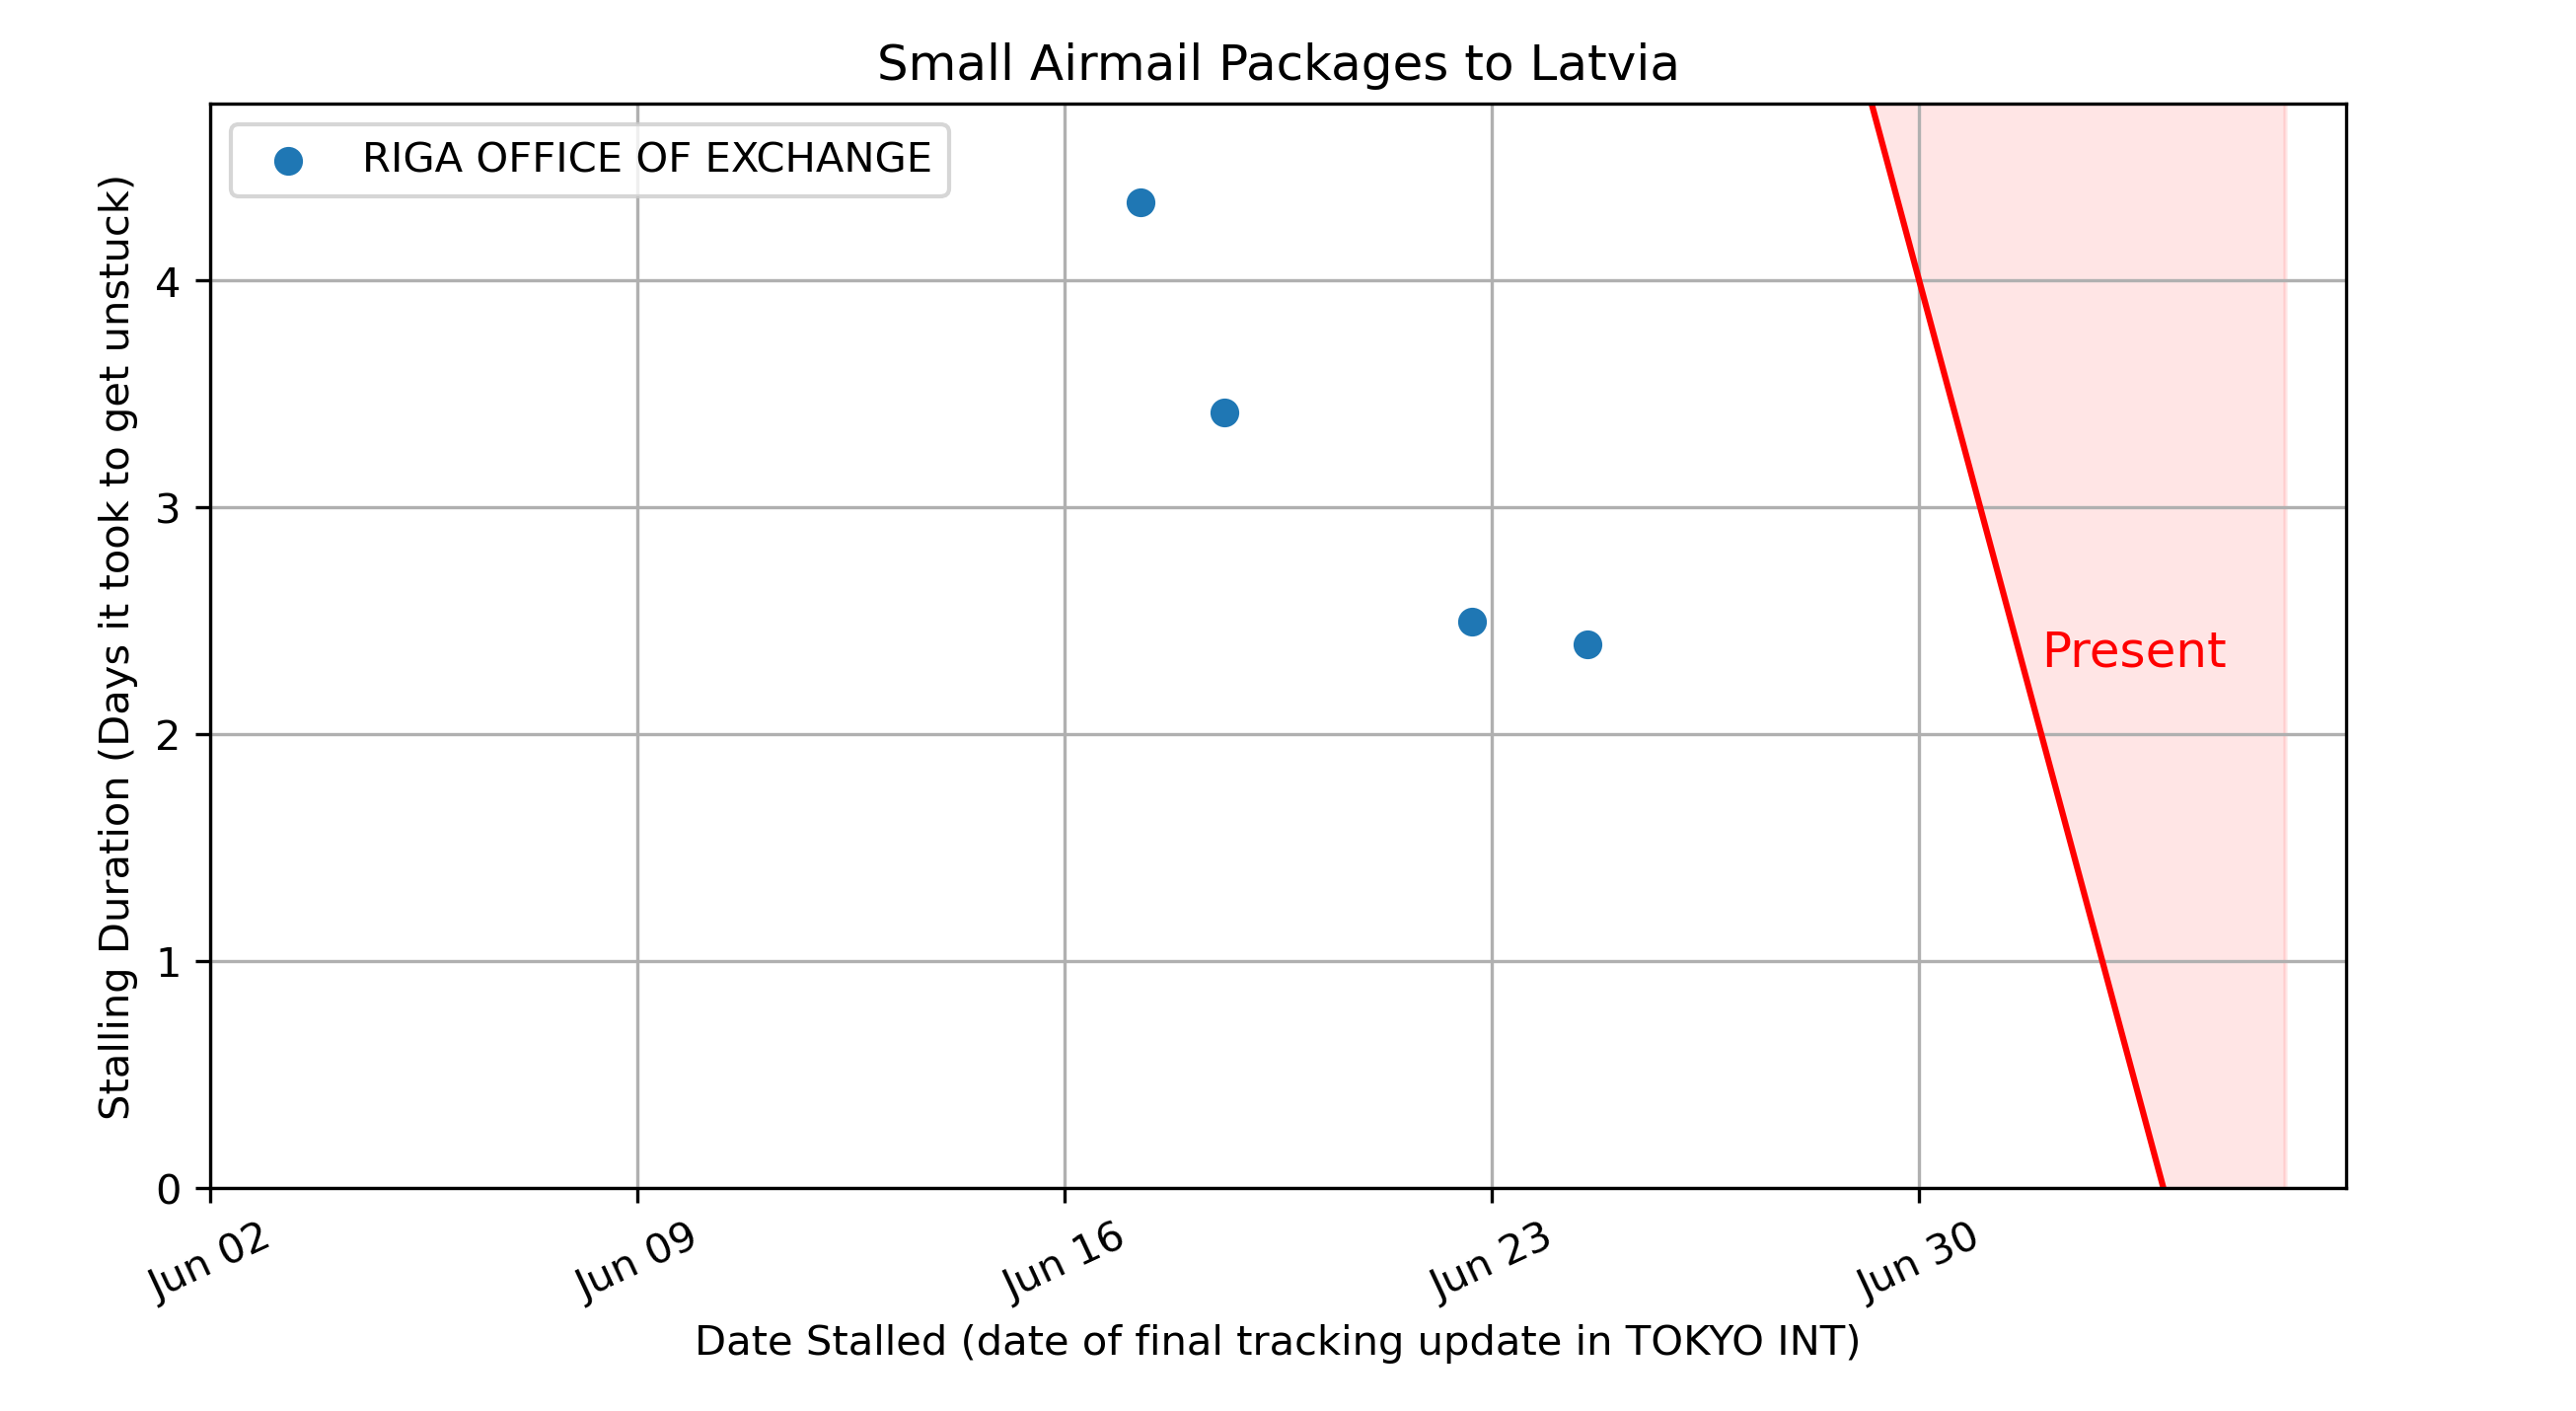 Small Airmail Packages to Latvia
RIGA OFFICE OF EXCHANGE
Stalling Duration (Days it took to get unstuck)
4
3
2
1
0
Present
Jun 02
Jun 09
Jun 16
Jun 23
Jun 30
Date Stalled (date of final tracking update in TOKYO INT)